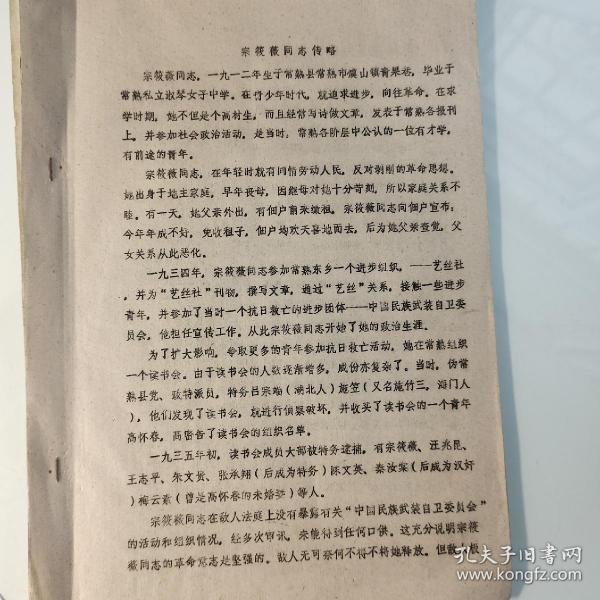 宗筱薇同志传略
宗筱薇同志，一九一二年生于常熟县常熟市虞山镇青果巷，毕业于
常熟私立淑琴女子中学。在青少年时代，就追求进步，向往革命。在求
学时期，她不但是个高材生，而且经常写诗做文章，发表于常熟各报刊
上，并参加社会政治活动，是当时，常熟各阶层中公认的一位有才学，
有前途的青年。
宗筱薇同志，在年轻时就有同情劳动人民，反对剥削的革命思想。
她出身于地主家庭，早年丧母，因继母对她十分苛刻，所以家庭关系不
睦。有一天，她父亲外出，有佃户前来缴租，宗筱薇同志向佃户宣布：
今年年成不好，免收租子，佃户均欢天喜地而去，后为她父亲查觉，父
女关系从此恶化。
一九三四年，宗筱薇同志参加常熟东乡一个进步组织，——艺丝社
，并为“艺丝社”刊物，撰写文章，通过“艺丝”关系，接触一些进步
青年，并参加了当时一个抗日救亡的进步团体——中国民族武装自卫委
员会，他担任宣传工作。从此宗筱薇同志开始了她的政治生涯。
为了扩大影响，争取更多的青年参加抗日救亡活动，她在常熟组织
一个读书会。由于读书会的人数逐渐增多，成份亦复杂了。当时，伪常
熟县党、政特派员，特务吕宗端（湖北人）施笠（又名施竹三，海门人
），他们发现了读书会，就进行侦察破坏，并收买了读书会的一个青年
高怀春，高密告了读书会的组织名单。
一九三五年初，读书会成员大部被特务逮捕，有宗筱薇、汪兆昆、
王志平、朱文贵、张承翔（后成为特务）陈文英、秦汝棠（后成为汉奸
）梅云素（曾是高怀春的未婚妻）等人。
宗筱薇同志在敌人法庭上没有暴露有关“中国民族武装自卫委员会”
的活动和组织情况，经多次审讯，未能得到任何口供。这充分说明宗筱
薇同志的革命意志是坚强的。敌人无可奈何不得不将她释放。但敌人
孔夫子旧书网
www.kongfz.com